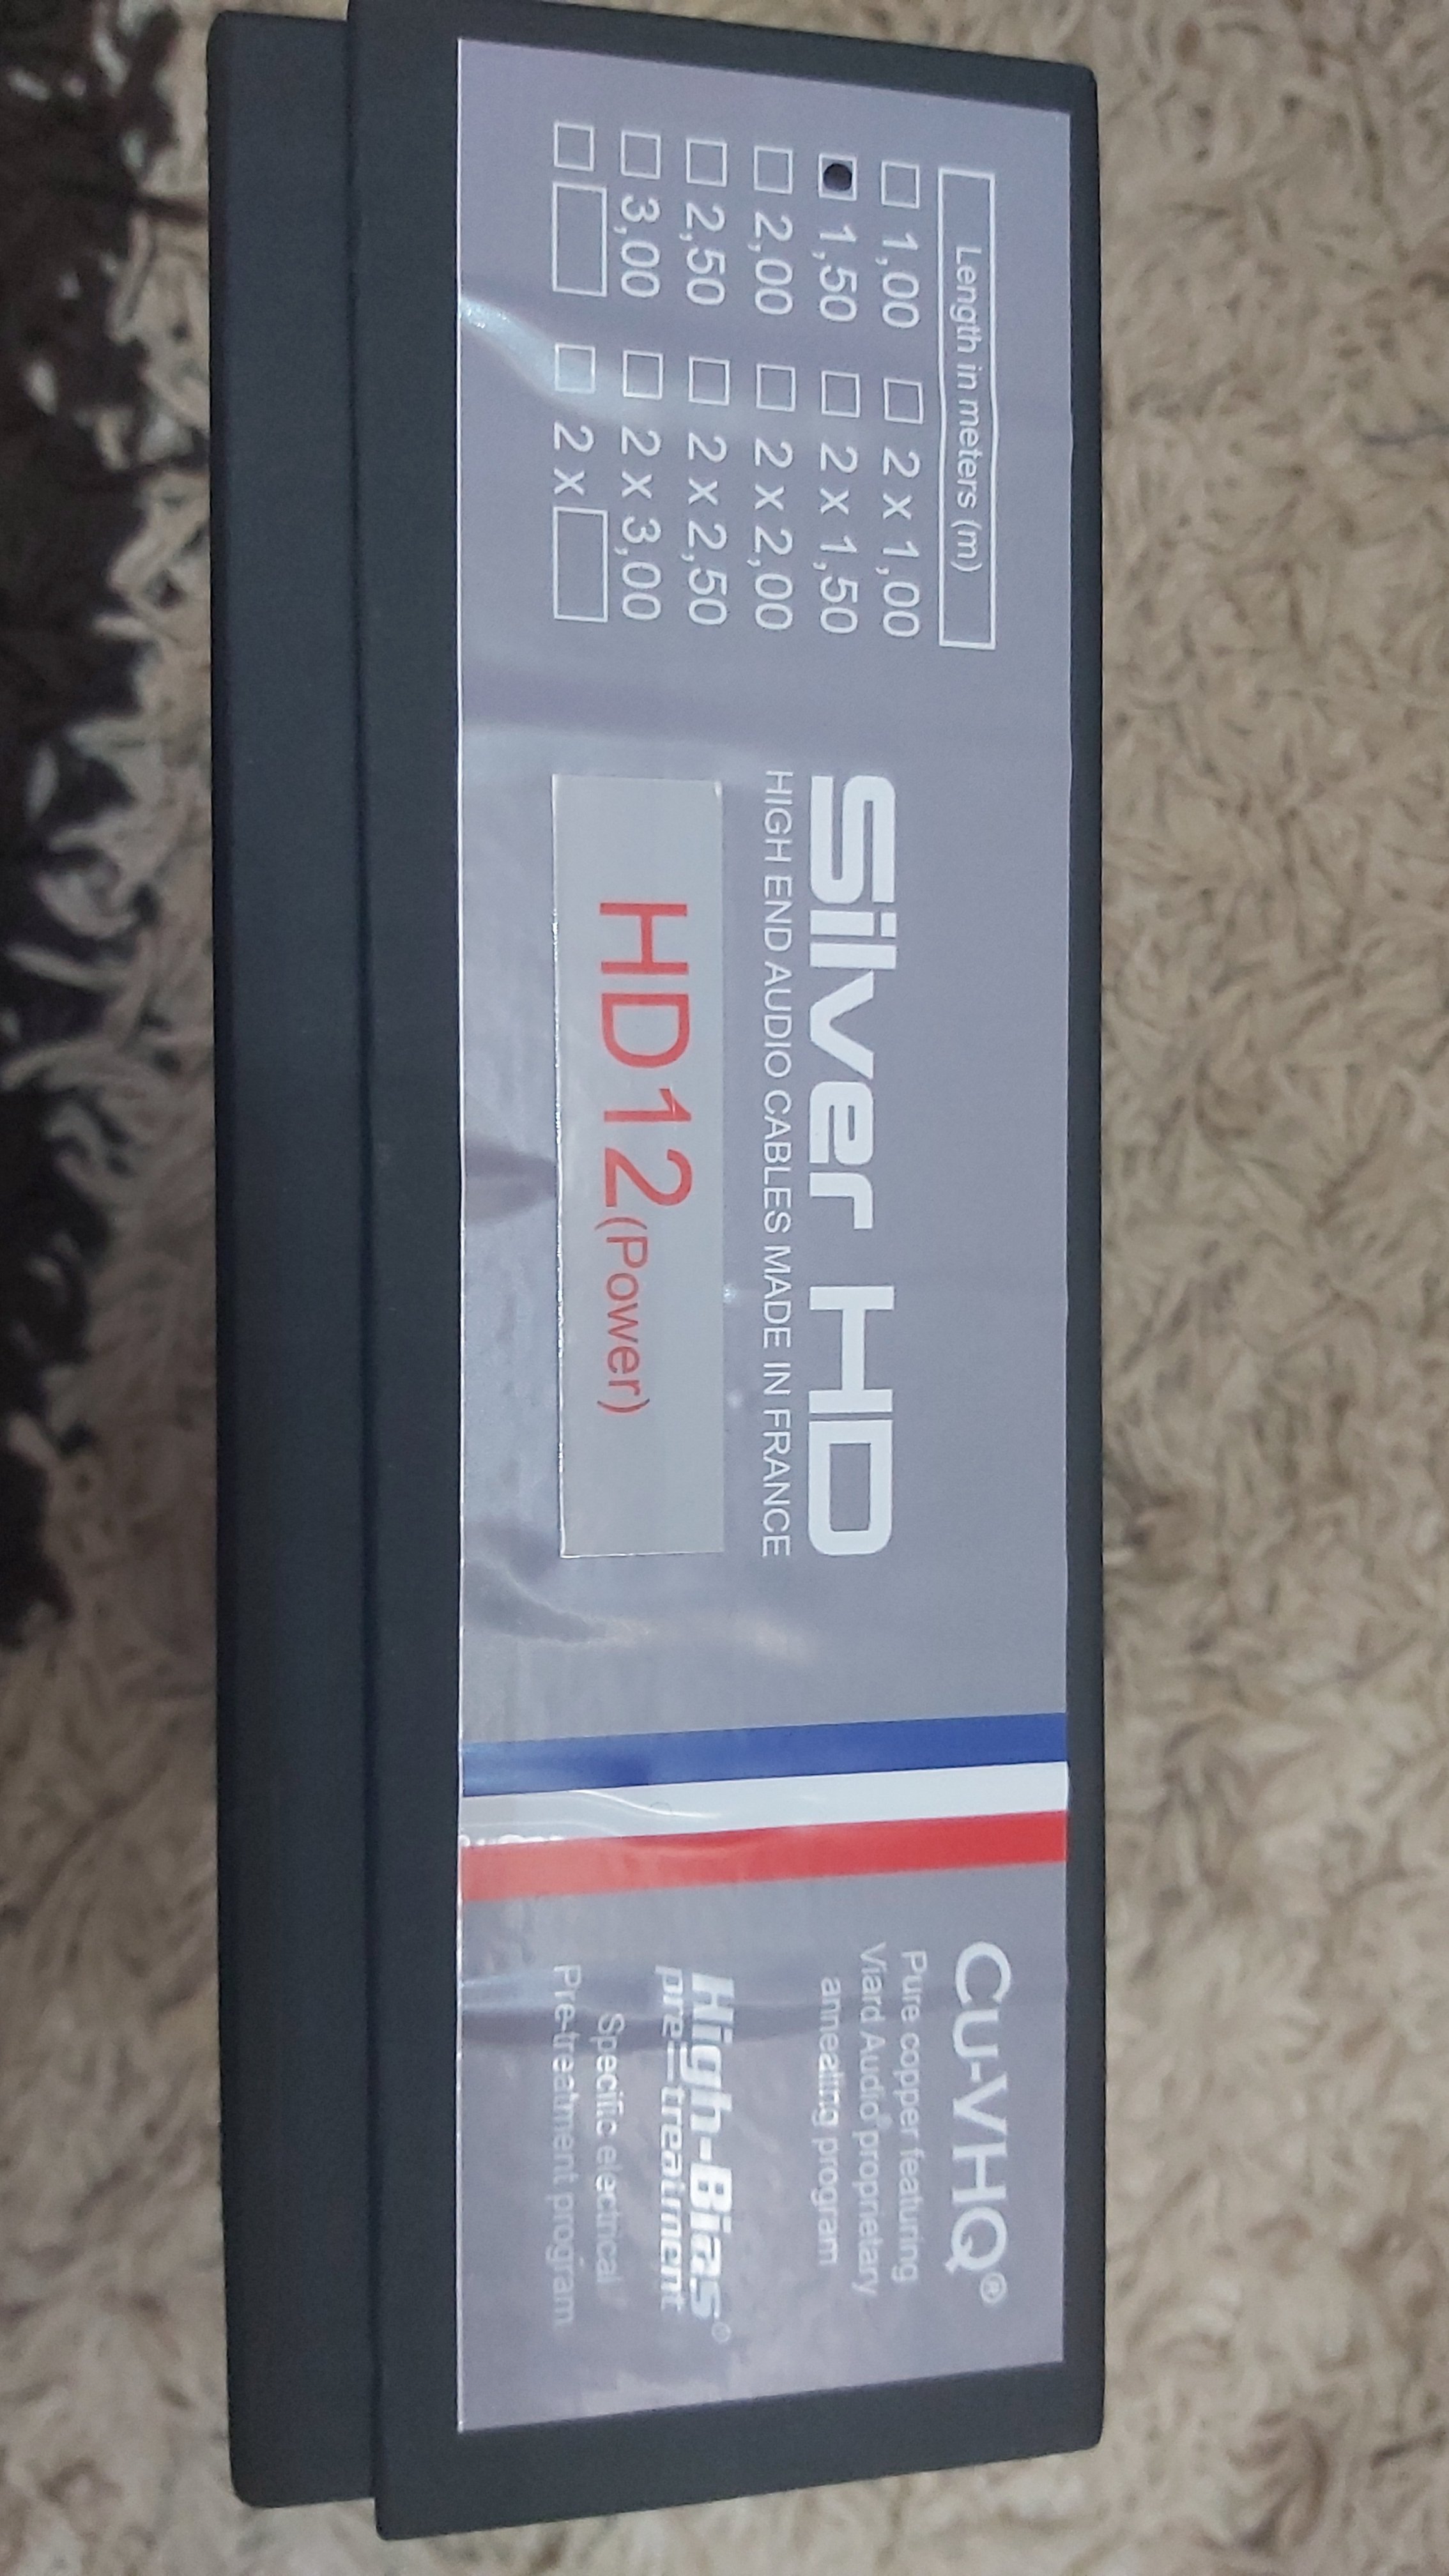 Length in meters (m)
□ 1,00 □ 2 x 1,00
■ 1,50 □ 2 x 1,50
□ 2,00 □ 2 x 2,00
□ 2,50 □ 2 x 2,50
□ 3,00 □ 2 x 3,00
□ □ 2 x
Silver HD
HIGH END AUDIO CABLES MADE IN FRANCE
HD12(Power)
Cu-VHQ®
Pure copper featuring
Viard Audio® proprietary
annealing program
High-Bias®
pre-treatment
Specific electrical
Pre-treatment program